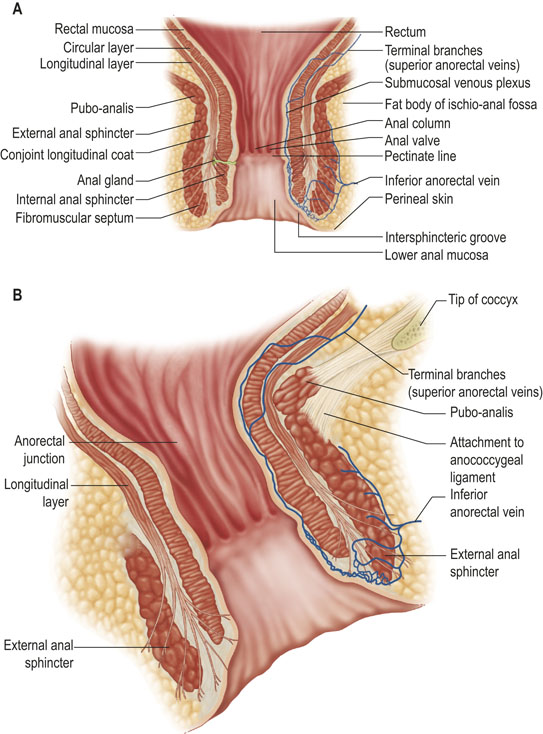 A
Rectal mucosa
Circular layer
Longitudinal layer
Pubo-analis
External anal sphincter
Conjoint longitudinal coat
Anal gland
Internal anal sphincter
Fibromuscular septum
Rectum
Terminal branches
(superior anorectal veins)
Submucosal venous plexus
Fat body of ischio-anal fossa
Anal column
Anal valve
Pectinate line
Inferior anorectal vein
Perineal skin
Intersphincteric groove
Lower anal mucosa
B
Anorectal
junction
Longitudinal
layer
External anal
sphincter
Tip of coccyx
Terminal branches
(superior anorectal veins)
Pubo-analis
Attachment to
anococcygeal
ligament
Inferior
anorectal vein
External anal
sphincter